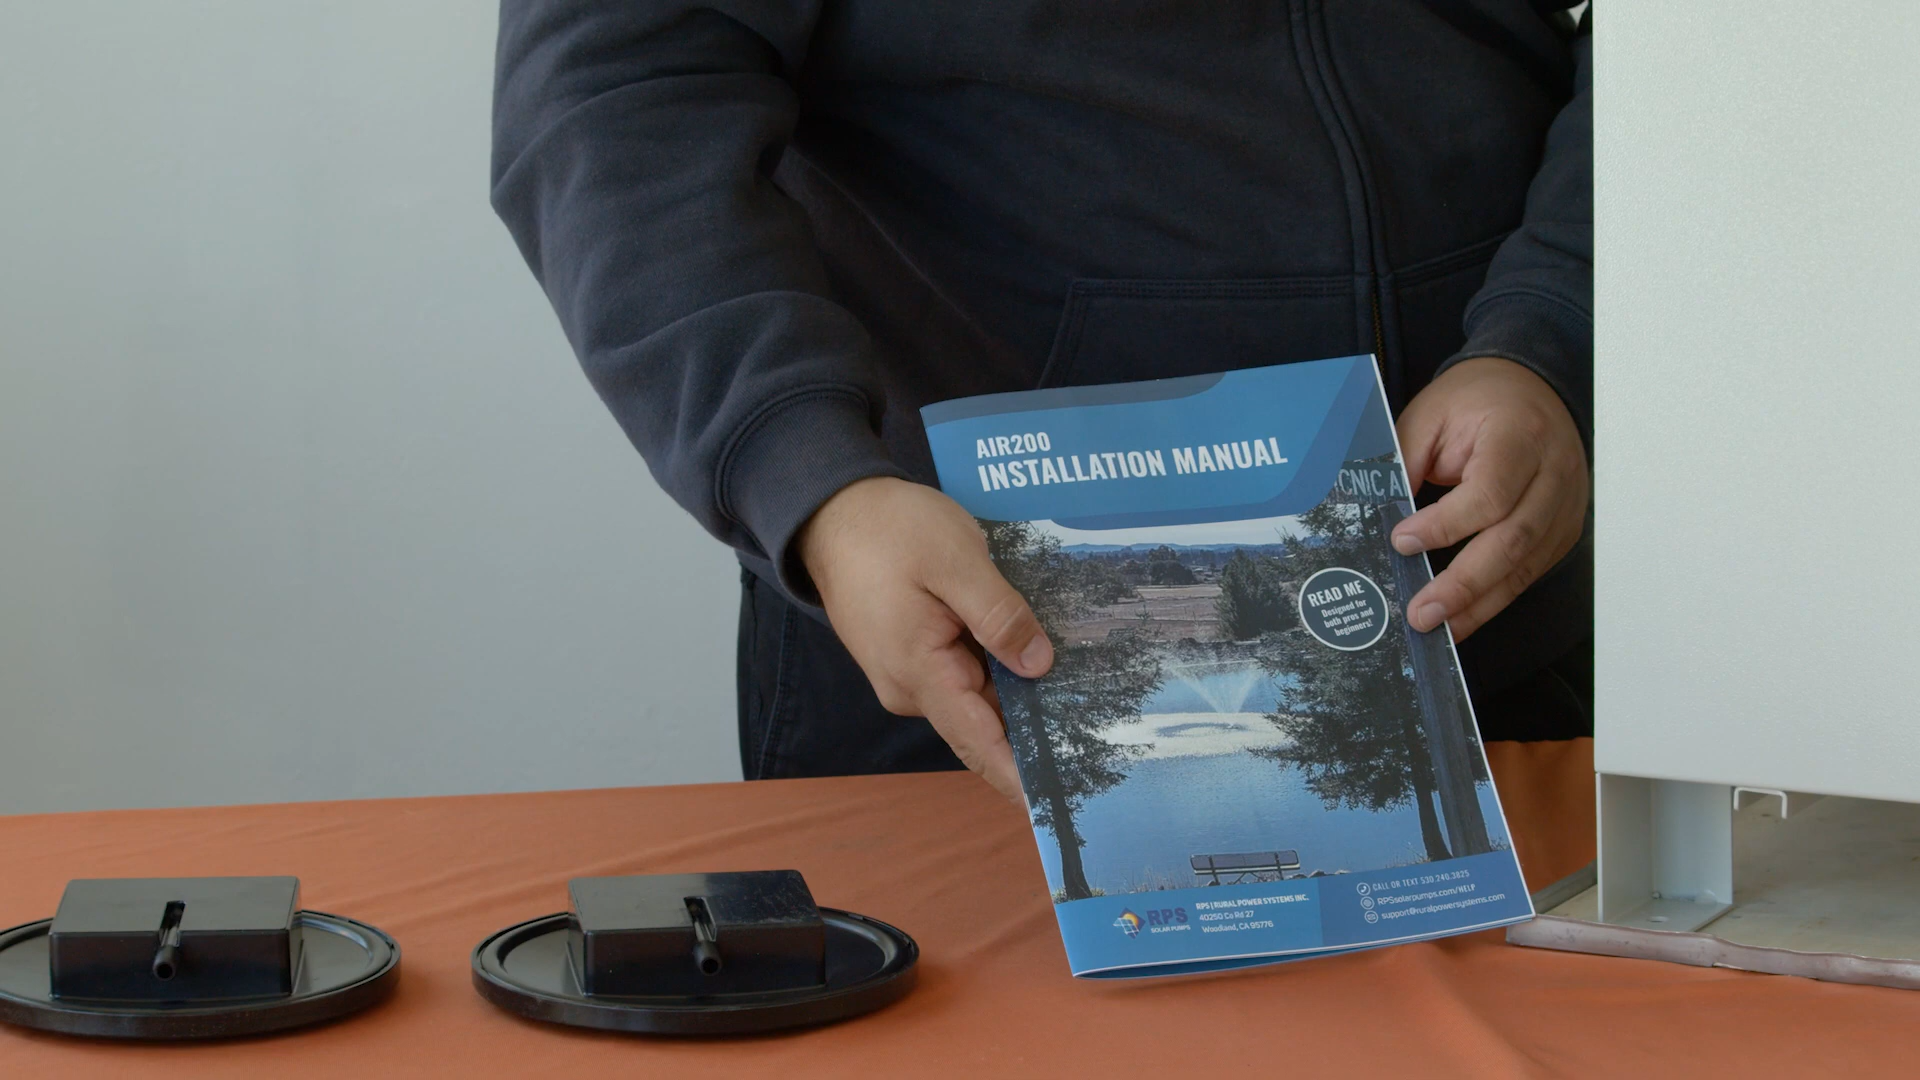 AIR200
INSTALLATION MANUAL
CNIC A
READ ME
Designed for
both pros and
beginners!
RPS
SOLAR PUMPS
RPS | RURAL POWER SYSTEMS INC.
40250 Co Rd 27
Woodland, CA 95776
CALL OR TEXT 530.240.3825
RPSsolarpumps.com/HELP
support@ruralpowersystems.com